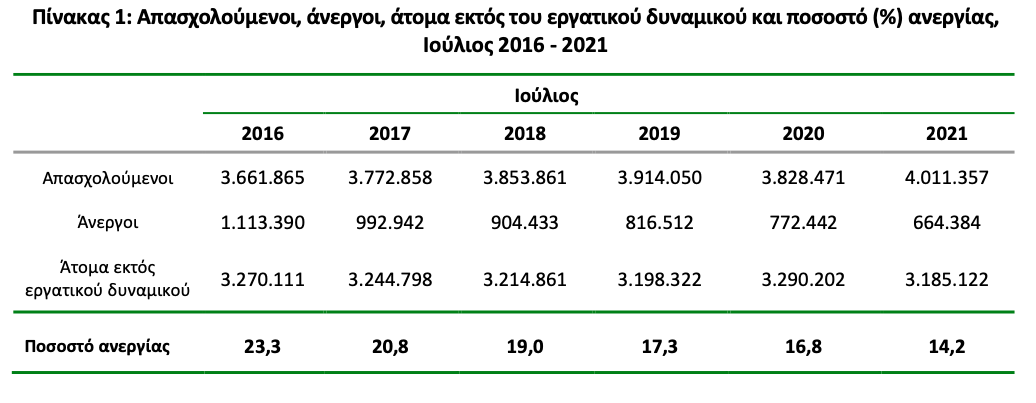 Πίνακας 1: Απασχολούμενοι, άνεργοι, άτομα εκτός του εργατικού δυναμικού και ποσοστό (%) ανεργίας,
Ιούλιος 2016 - 2021
Ιούλιος
2016 2017 2018 2019 2020 2021
Απασχολούμενοι 3.661.865 3.772.858 3.853.861 3.914.050 3.828.471 4.011.357
Άνεργοι 1.113.390 992.942 904.433 816.512 772.442 664.384
Άτομα εκτός
εργατικού δυναμικού 3.270.111 3.244.798 3.214.861 3.198.322 3.290.202 3.185.122
Ποσοστό ανεργίας 23,3 20,8 19,0 17,3 16,8 14,2